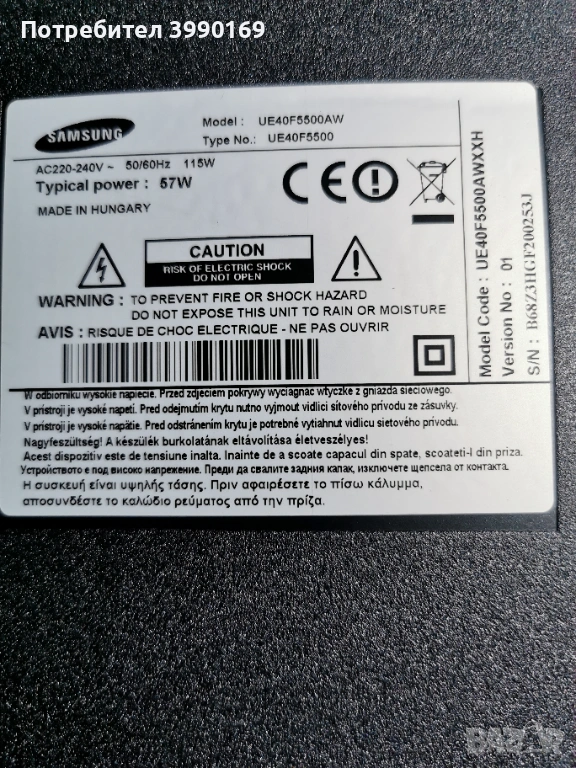 Потребител 3990169
SAMSUNG
Model : UE40F5500AW
Type No.: UE40F5500
AC220-240V ~ 50/60Hz 115W
Typical power : 57W
MADE IN HUNGARY
CAUTION
RISK OF ELECTRIC SHOCK
DO NOT OPEN
WARNING : TO PREVENT FIRE OR SHOCK HAZARD
DO NOT EXPOSE THIS UNIT TO RAIN OR MOISTURE
AVIS : RISQUE DE CHOC ELECTRIQUE - NE PAS OUVRIR
Model Code : UE40F5500AWXXH
Version No : 01
S/N : B68Z3HGF200253J
W odbiorniku wysokie napiecie. Przed zdjeciem pokrywy wyciagnac wtyczke z gniazda sieciowego.
V pristroji je vysoké napeti. Pred odejmutim krytu nutno vyjmout vidlici sítového prívodu ze zásuvky.
V prístroji je vysoké napätie. Pred odstránením krytu je potrebné vytiahnut vidlicu sietového prívodu.
Nagyfeszültség! A készülék burkolatának eltávolítása életveszélyes!
Acest dispozitiv este de tensiune inalta. Inainte de a scoate capacul din spate, scoateti-l din priza.
Устройството е под високо напрежение. Преди да свалите задния капак, изключете щепсела от контакта.
Η συσκευή είναι υψηλής τάσης. Πριν αφαιρέσετε το πίσω κάλυμμα,
αποσυνδέστε το καλώδιο ρεύματος από την πρίζα.
BAZAR